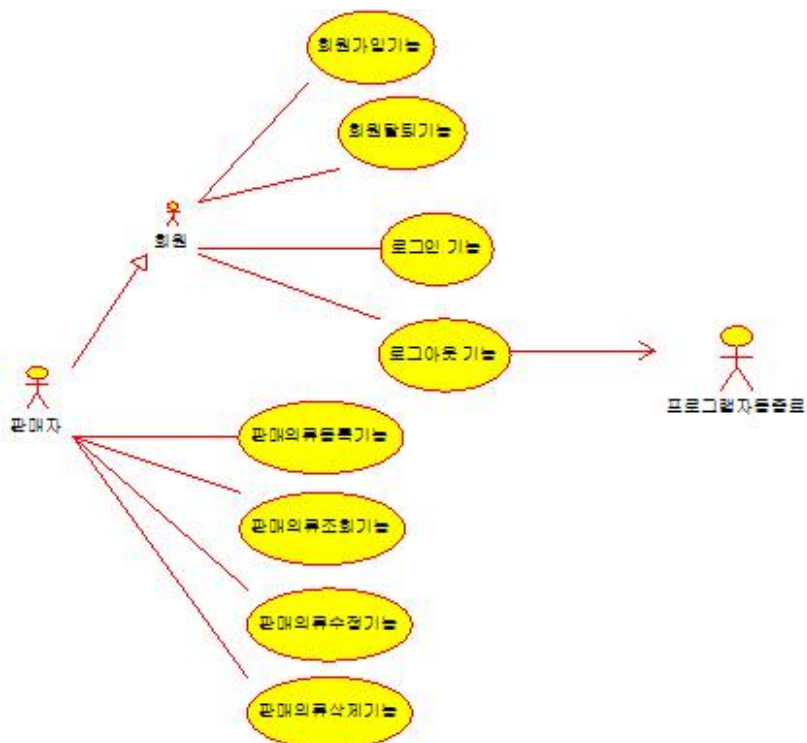 회원가입기능
회원탈퇴기능
회원
로그인 기능
로그아웃 기능
프로그램자동종료
판매자
판매의류등록기능
판매의류조회기능
판매의류수정기능
판매의류삭제기능